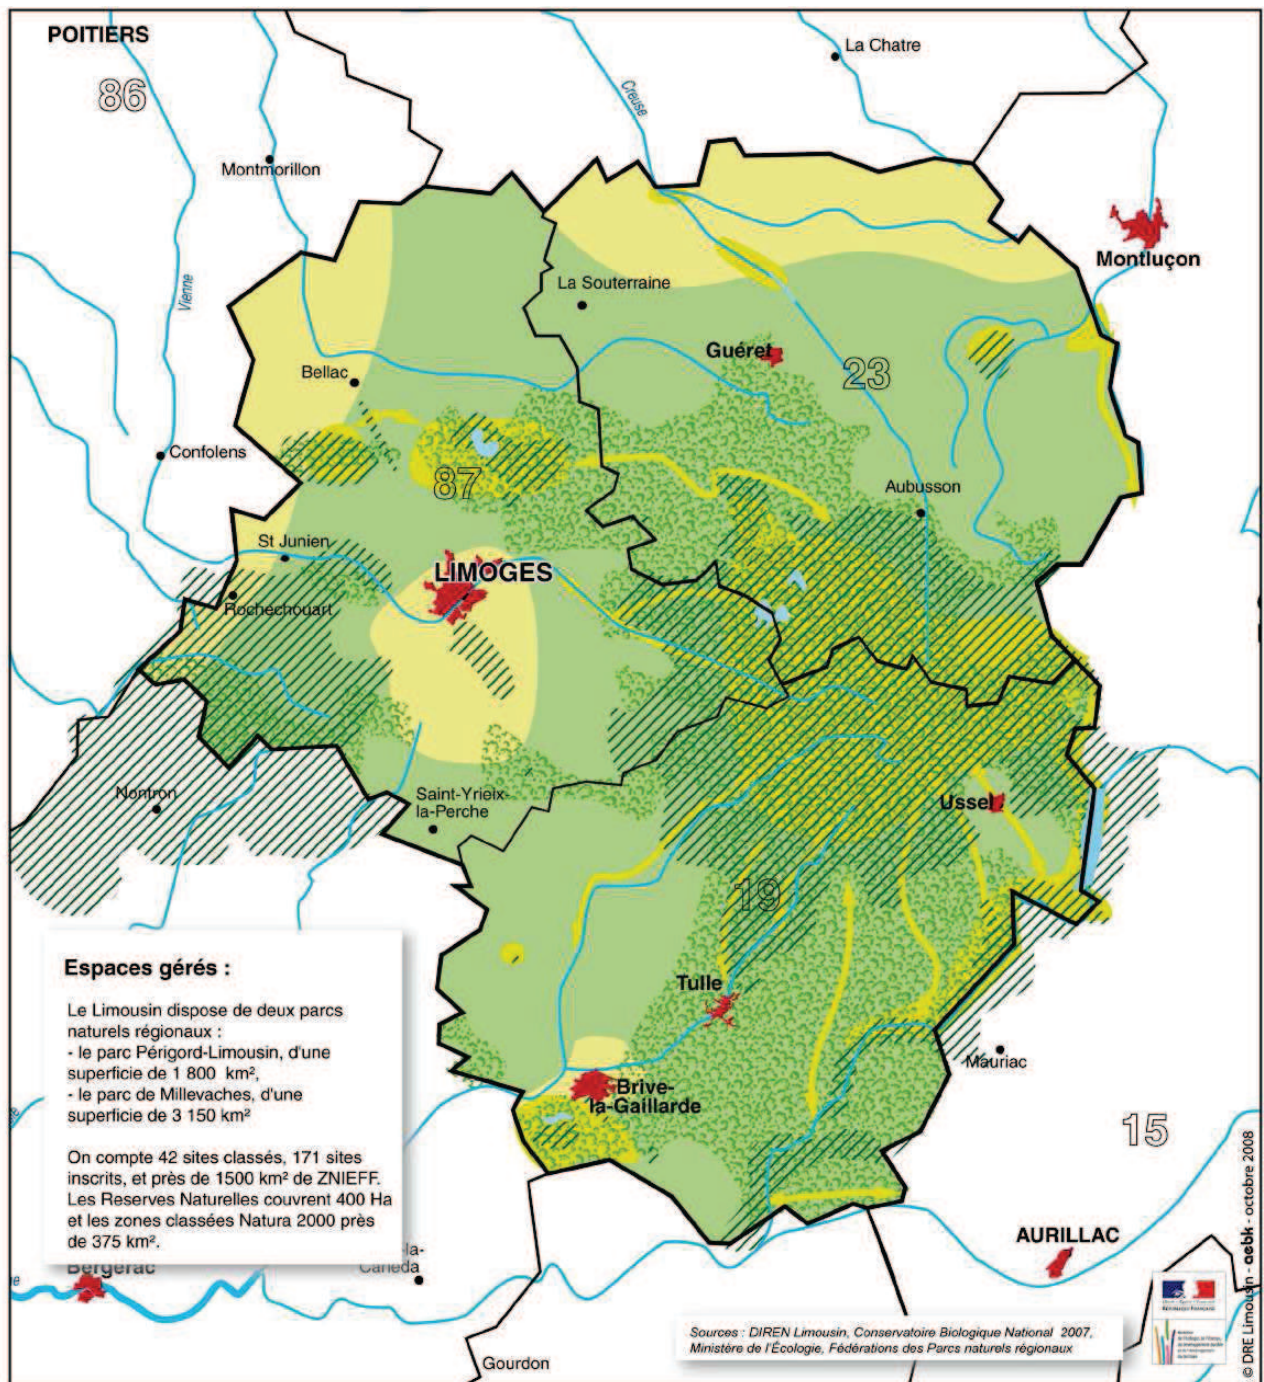 POITIERS
La Chatre
86
Creuse
Montmorillon
Montluçon
Vienne
La Souterraine
Guéret
23
Bellac
Confolens
87
Aubusson
St Junien
LIMOGES
Rochechouart
Nontron
Saint-Yrieix-
la-Perche
Ussel
19
Espaces gérés :
Le Limousin dispose de deux parcs
naturels régionaux :
- le parc Périgord-Limousin, d'une
superficie de 1 800 km²,
- le parc de Millevaches, d'une
superficie de 3 150 km²
On compte 42 sites classés, 171 sites
inscrits, et près de 1500 km² de ZNIEFF.
Les Reserves Naturelles couvrent 400 Ha
et les zones classées Natura 2000 près
de 375 km².
Tulle
Mauriac
Brive-
la-Gaillarde
15
AURILLAC
-la-
Canéda
Bergerac
Gourdon
Sources : DIREN Limousin, Conservatoire Biologique National 2007,
Ministère de l'Écologie, Fédérations des Parcs naturels régionaux
RÉPUBLIQUE FRANÇAISE
© DRE Limousin - aebk - octobre 2008